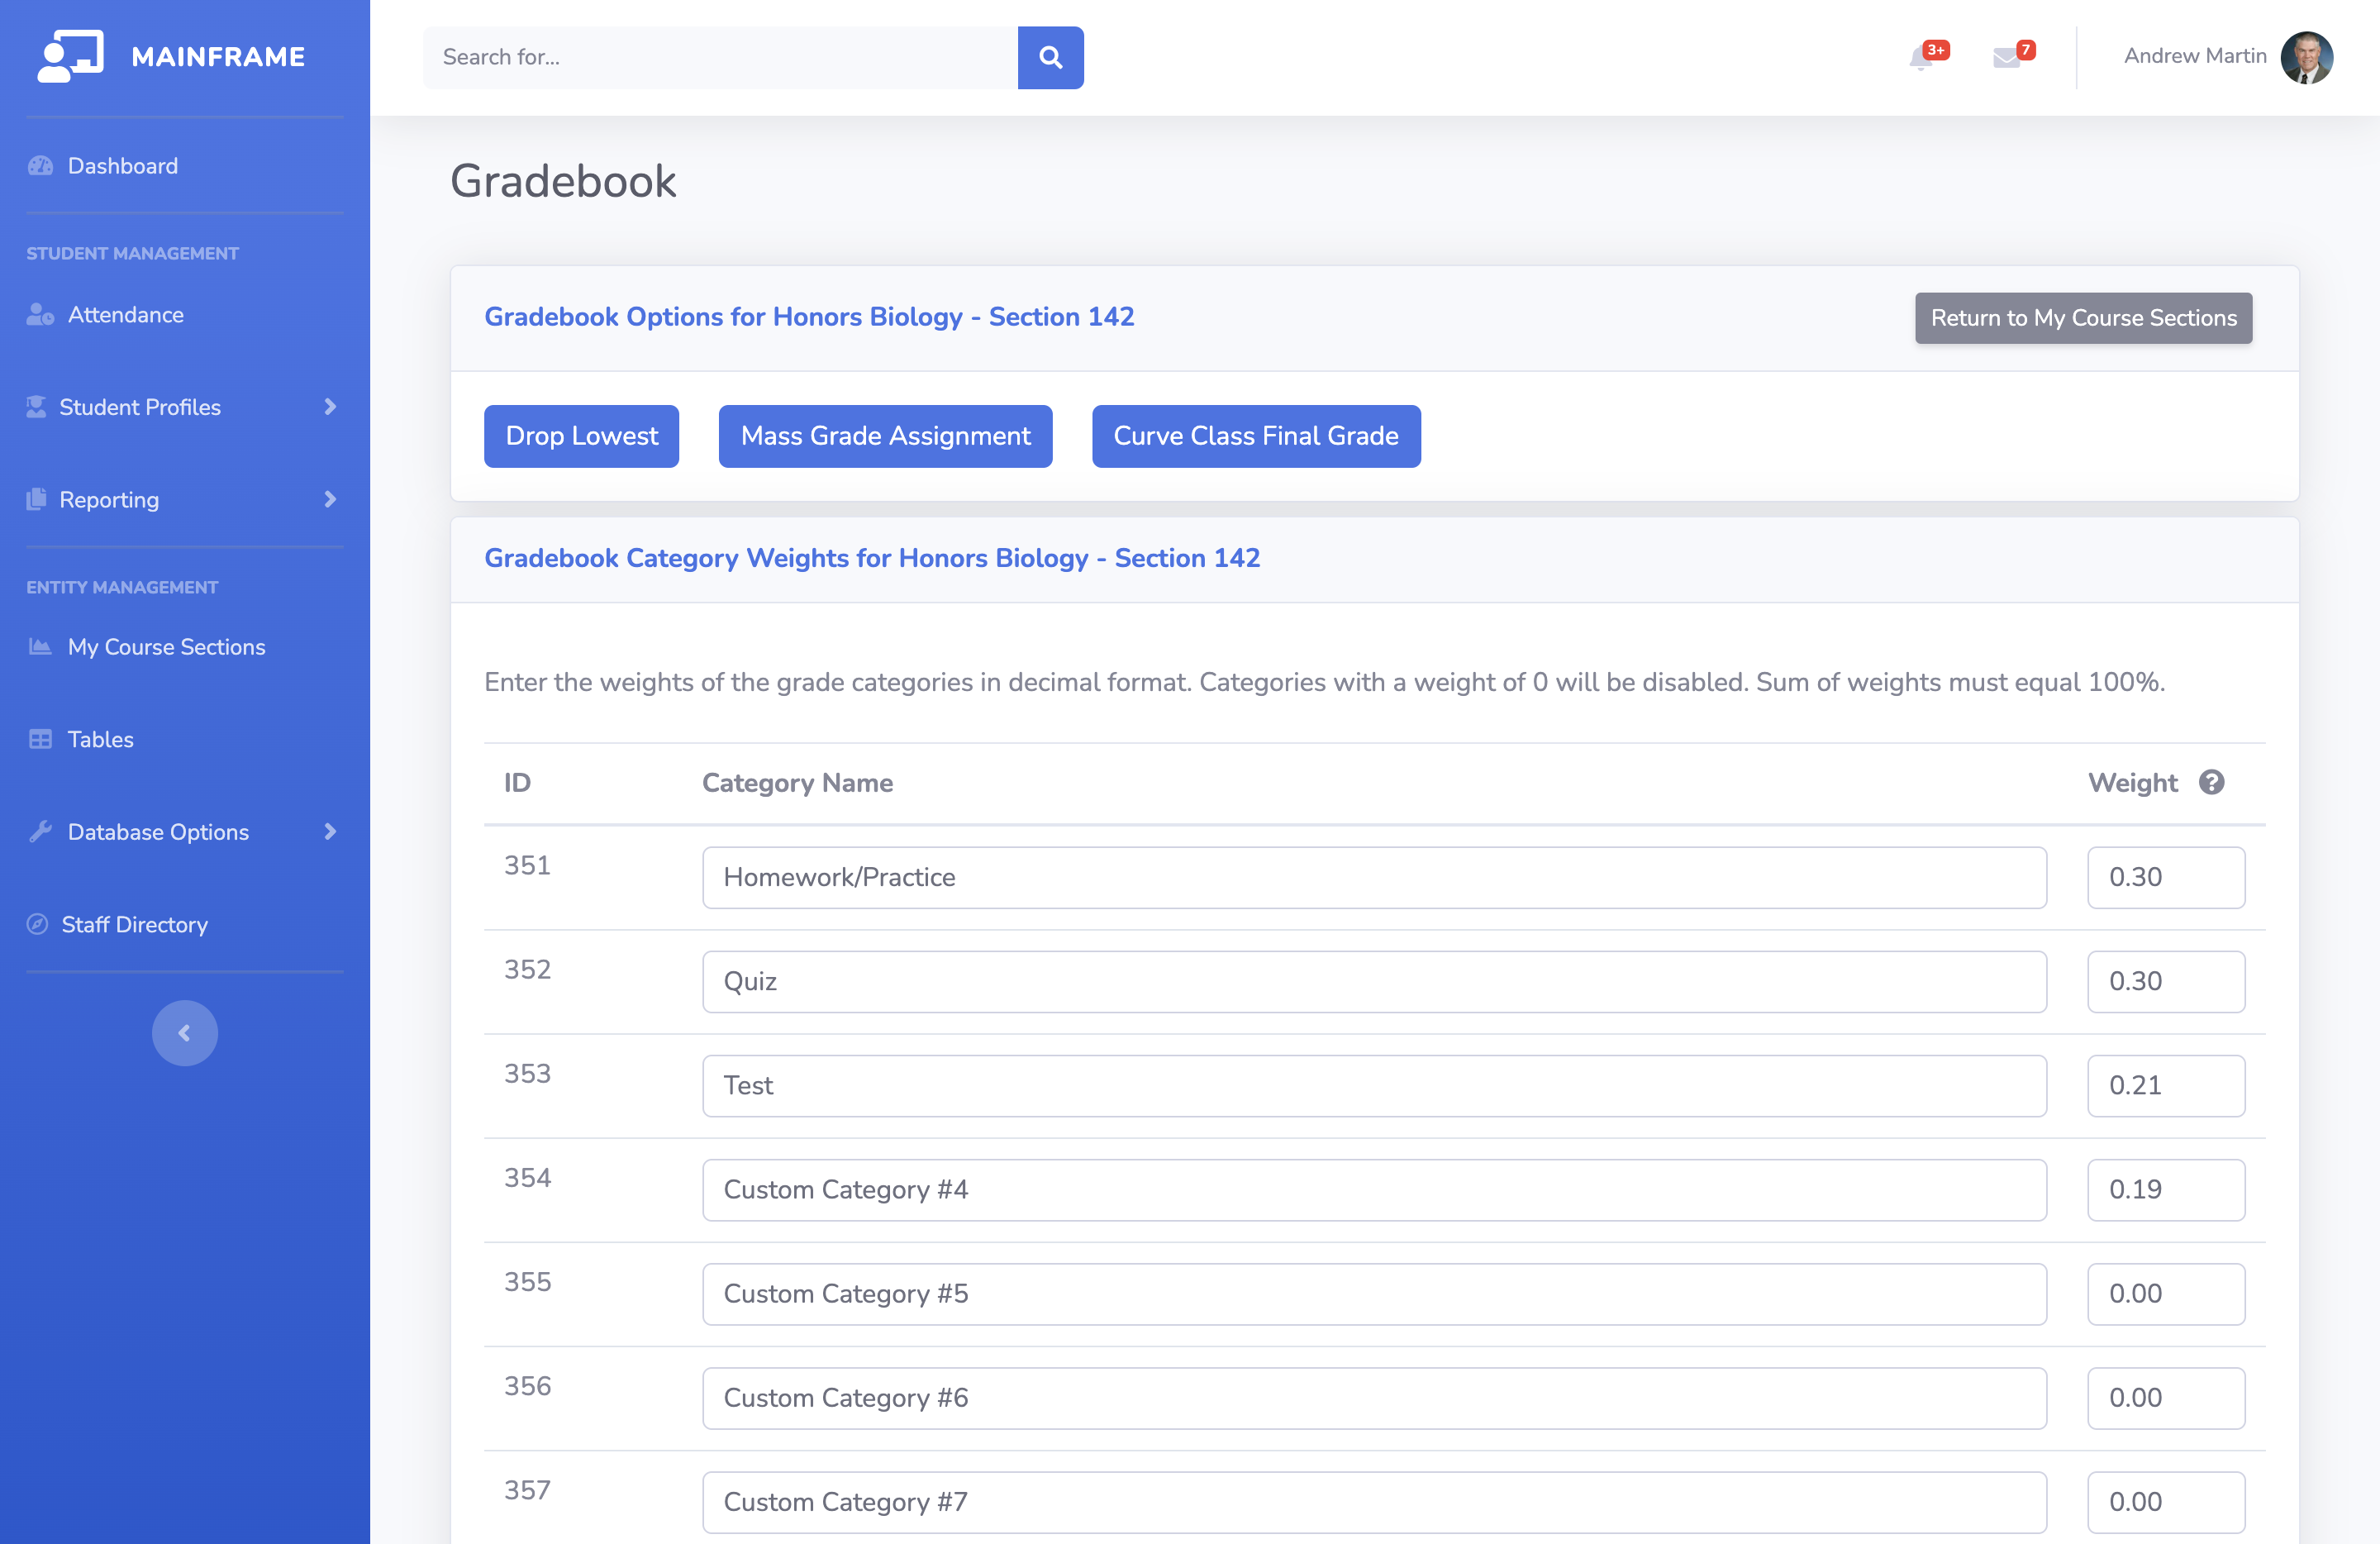 MAINFRAME
Search for...
3+
7
Andrew Martin
Dashboard
STUDENT MANAGEMENT
Attendance
Student Profiles
Reporting
ENTITY MANAGEMENT
My Course Sections
Tables
Database Options
Staff Directory
Gradebook
Gradebook Options for Honors Biology - Section 142
Return to My Course Sections
Drop Lowest
Mass Grade Assignment
Curve Class Final Grade
Gradebook Category Weights for Honors Biology - Section 142
Enter the weights of the grade categories in decimal format. Categories with a weight of 0 will be disabled. Sum of weights must equal 100%.
ID Category Name Weight ?
351 Homework/Practice 0.30
352 Quiz 0.30
353 Test 0.21
354 Custom Category #4 0.19
355 Custom Category #5 0.00
356 Custom Category #6 0.00
357 Custom Category #7 0.00